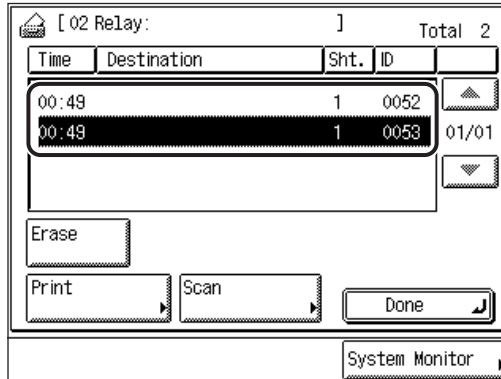 [ 02 Relay: ] Total 2
Time Destination Sht. ID
00:49 1 0052
00:49 1 0053
01/01
Erase
Print Scan Done
System Monitor